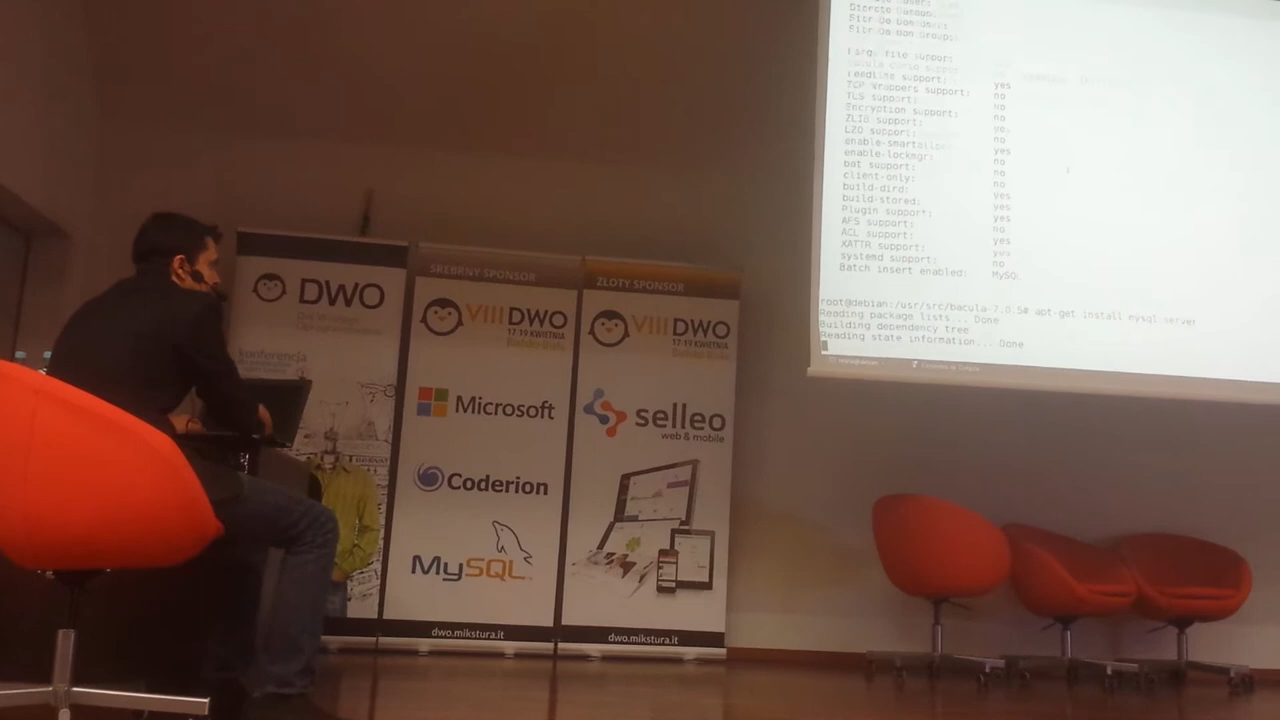 DWO
konferencja
SREBRNY SPONSOR
VIII DWO
17-19 KWIETNIA
Bielsko-Biała
Microsoft
Coderion
MySQL
dwo.mikstura.it
ZŁOTY SPONSOR
VIII DWO
17-19 KWIETNIA
Bielsko-Biała
selleo
web & mobile
dwo.mikstura.it
Large file support
readline support: yes
TCP Wrappers support: no
TLS support: no
Encryption support: no
ZLIB support:
LZO support: no
enable-smartalloc: yes
enable-lockmgr: no
bat support: no
client-only: no
build-dird: yes
build-stored: yes
Plugin support: yes
AFS support: no
ACL support: yes
XATTR support: yes
systemd support: no
Batch insert enabled: MySQL
root@debian:/usr/src/bacula-7.0.5# apt-get install mysql-server
Reading package lists... Done
Building dependency tree
Reading state information... Done